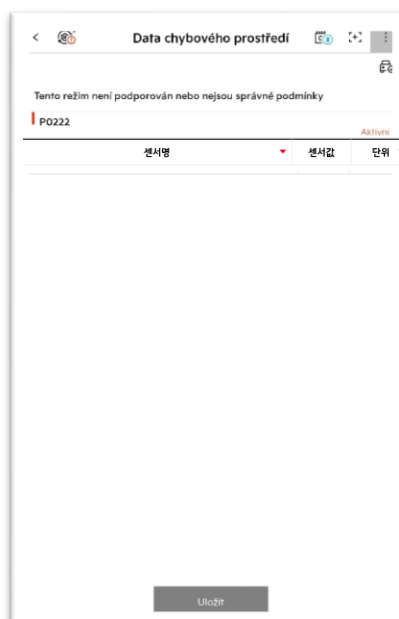 Data chybového prostředí
Tento režim není podporován nebo nejsou správné podmínky
P0222
Aktivní
센서명 센서값 단위
Uložit